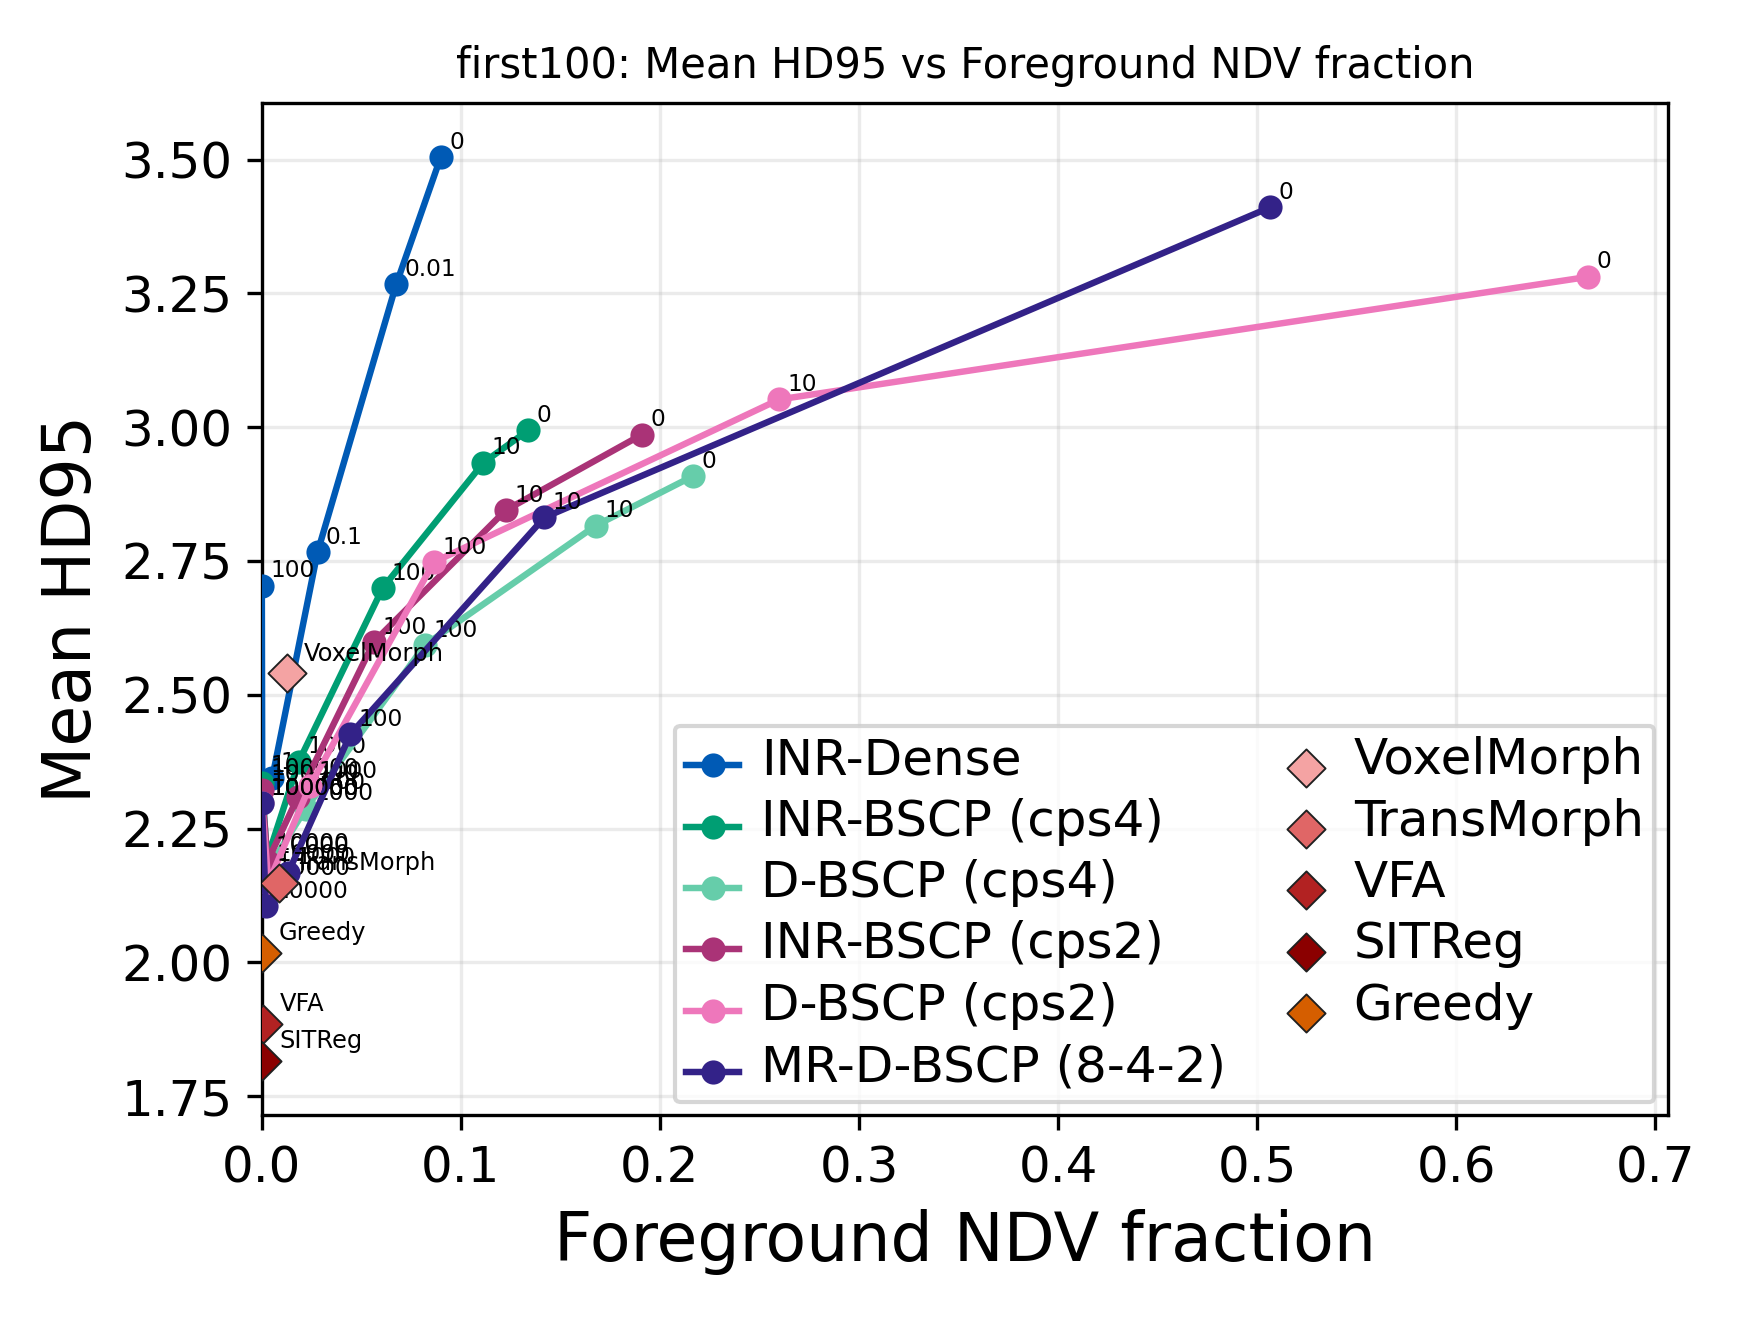 first100: Mean HD95 vs Foreground NDV fraction
Mean HD95
3.50
3.25
3.00
2.75
2.50
2.25
2.00
1.75
0
0.01
0.1
100
0
10
100
0
10
100
0
10
100
0
10
100
0
10
100
VoxelMorph
1000
TransMorph
10000
Greedy
VFA
SITReg
INR-Dense
INR-BSCP (cps4)
D-BSCP (cps4)
INR-BSCP (cps2)
D-BSCP (cps2)
MR-D-BSCP (8-4-2)
VoxelMorph
TransMorph
VFA
SITReg
Greedy
0.0 0.1 0.2 0.3 0.4 0.5 0.6 0.7
Foreground NDV fraction